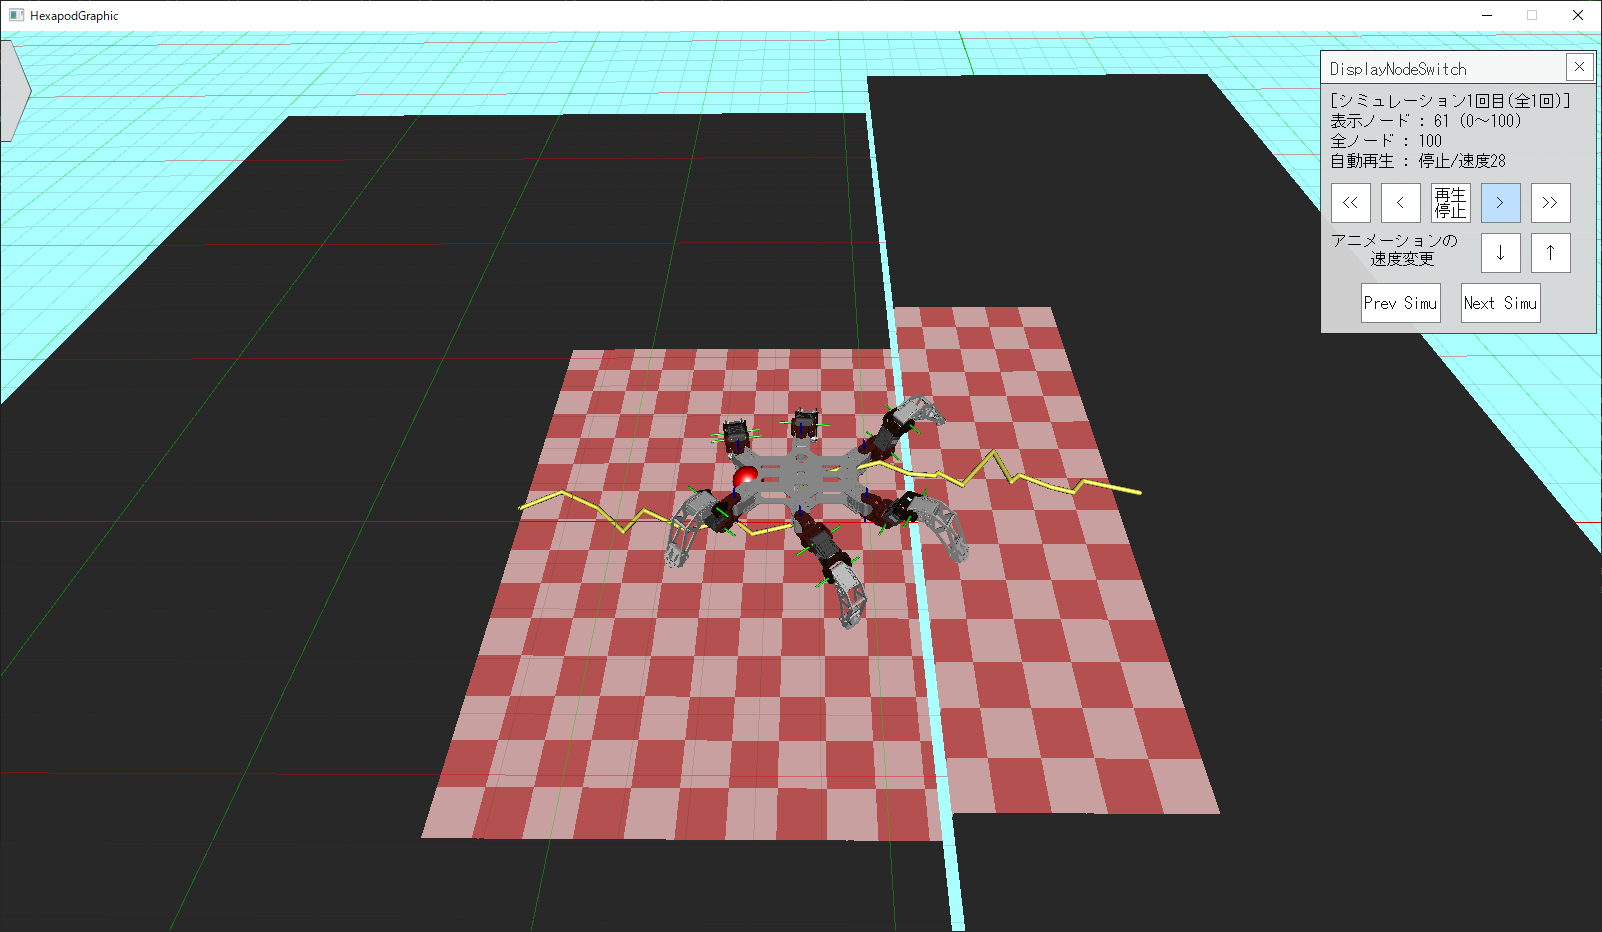 HexapodGraphic
DisplayNodeSwitch
[シミュレーション1回目(全1回)]
表示ノード : 61 (0～100)
全ノード : 100
自動再生 : 停止/速度28
<< < 再生停止 > >>
アニメーションの
速度変更
↓ ↑
Prev Simu Next Simu